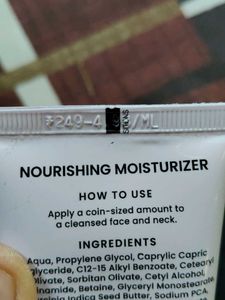 ₹249-4 /ML
NOURISHING MOISTURIZER
HOW TO USE
Apply a coin-sized amount to
a cleansed face and neck.
INGREDIENTS
Aqua, Propylene Glycol, Caprylic Capric
glyceride, C12-15 Alkyl Benzoate, Cetearyl
Olivate, Sorbitan Olivate, Cetyl Alcohol,
inamide, Betaine, Glyceryl Monostearate,
Indica Seed Butter, Sodium PCA,